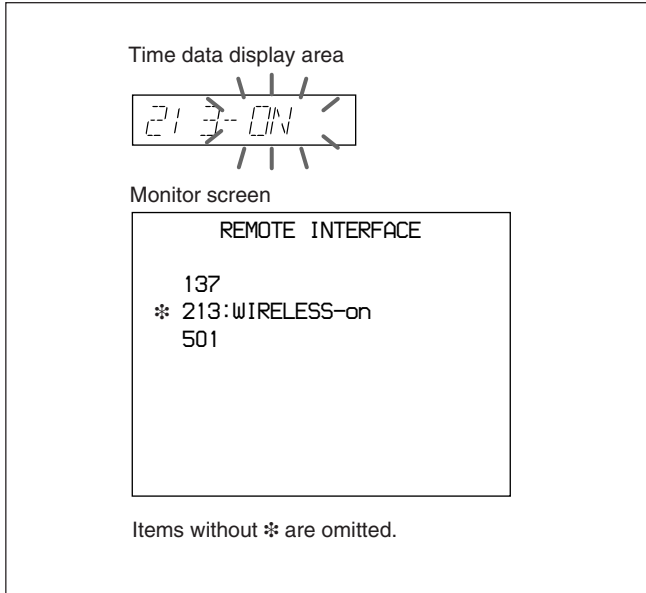 Time data display area
213-ON
Monitor screen
REMOTE INTERFACE
137
✻ 213:WIRELESS-on
501
Items without ✻ are omitted.